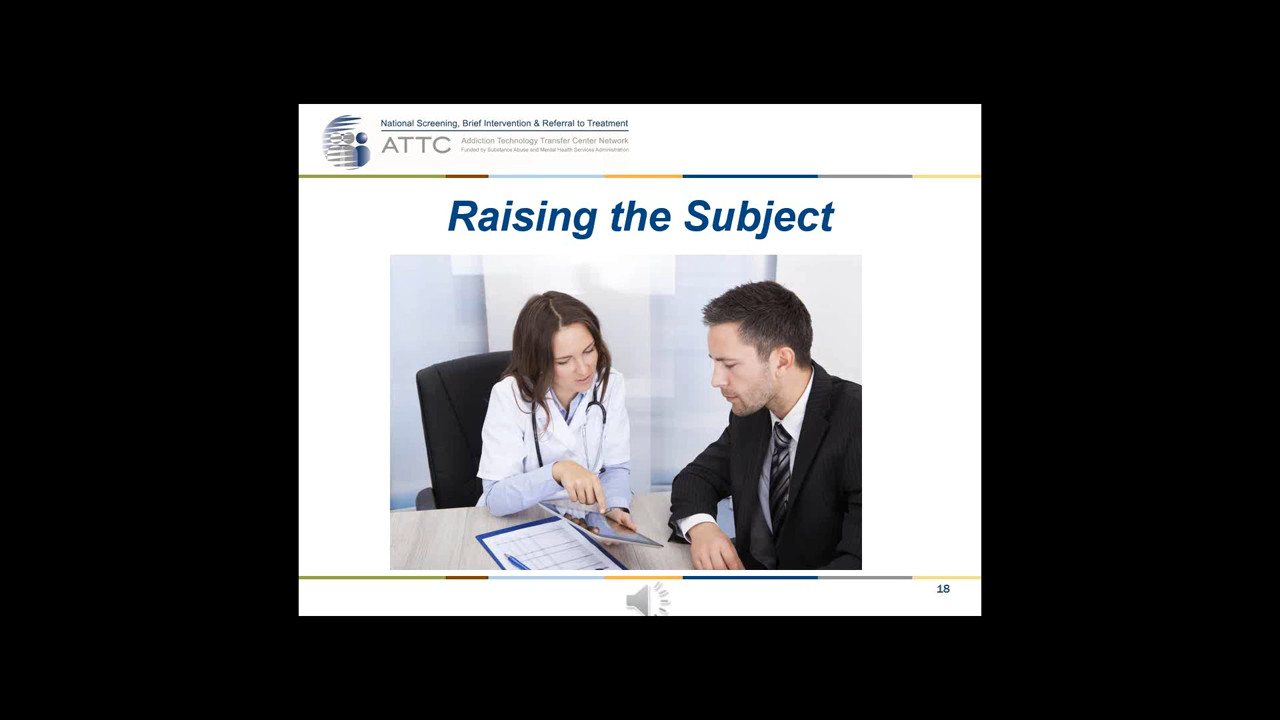 National Screening, Brief Intervention & Referral to Treatment
ATTC
Addiction Technology Transfer Center Network
Funded by Substance Abuse and Mental Health Services Administration
Raising the Subject
18